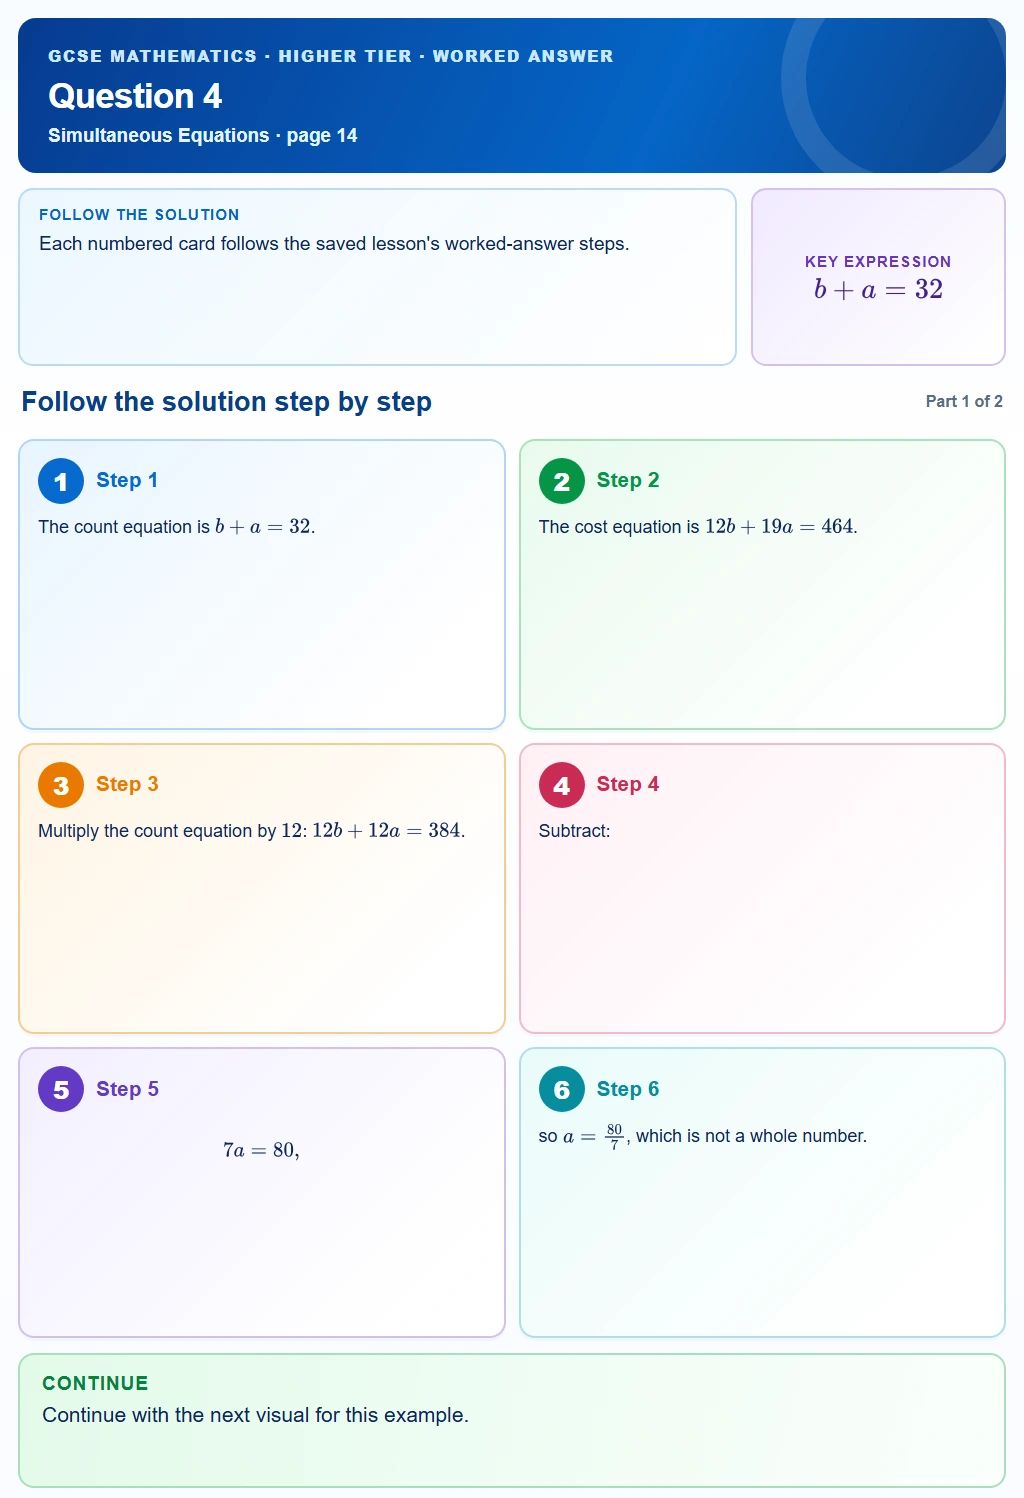 GCSE MATHEMATICS · HIGHER TIER · WORKED ANSWER
Question 4
Simultaneous Equations · page 14
FOLLOW THE SOLUTION
Each numbered card follows the saved lesson's worked-answer steps.
KEY EXPRESSION
b + a = 32
Follow the solution step by step
Part 1 of 2
1 Step 1
The count equation is b + a = 32.
2 Step 2
The cost equation is 12b + 19a = 464.
3 Step 3
Multiply the count equation by 12: 12b + 12a = 384.
4 Step 4
Subtract:
5 Step 5
7a = 80,
6 Step 6
so a = 80/7, which is not a whole number.
CONTINUE
Continue with the next visual for this example.